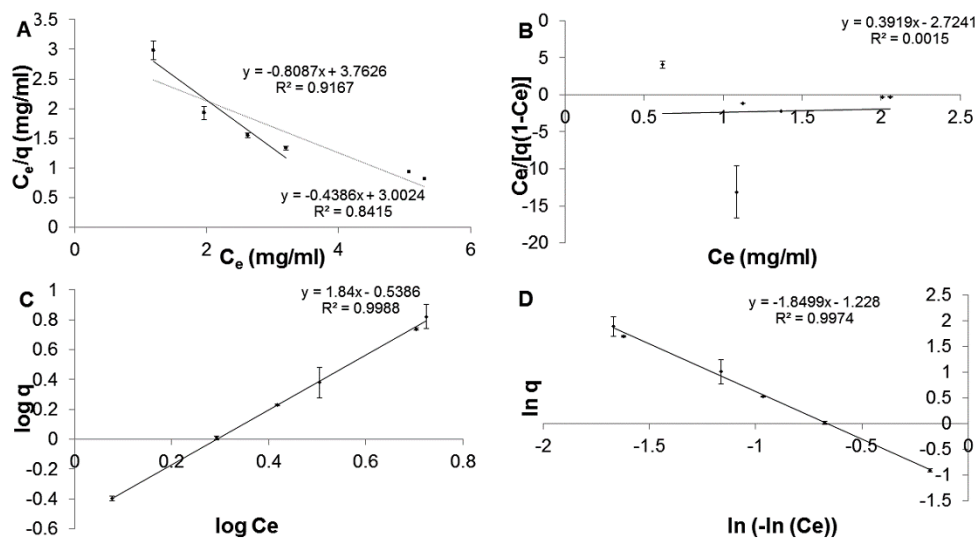 A
C_e/q (mg/ml)
3.5
3
2.5
2
1.5
1
0.5
0
y = -0.8087x + 3.7626
R² = 0.9167
y = -0.4386x + 3.0024
R² = 0.8415
0 2 4 6
C_e (mg/ml)
B
Ce/[q(1-Ce)]
0
5
0
-5
-10
-15
-20
y = 0.3919x - 2.7241
R² = 0.0015
0 0.5 1 1.5 2 2.5
Ce (mg/ml)
C
log q
1
0.8
0.6
0.4
0.2
0
-0.2
-0.4
-0.6
y = 1.84x - 0.5386
R² = 0.9988
0 0.2 0.4 0.6 0.8
log Ce
D
ln q
y = -1.8499x - 1.228
R² = 0.9974
2.5
2
1.5
1
0.5
0
-0.5
-1
-1.5
-2 -1.5 -1 -0.5 0
ln (-ln (Ce))